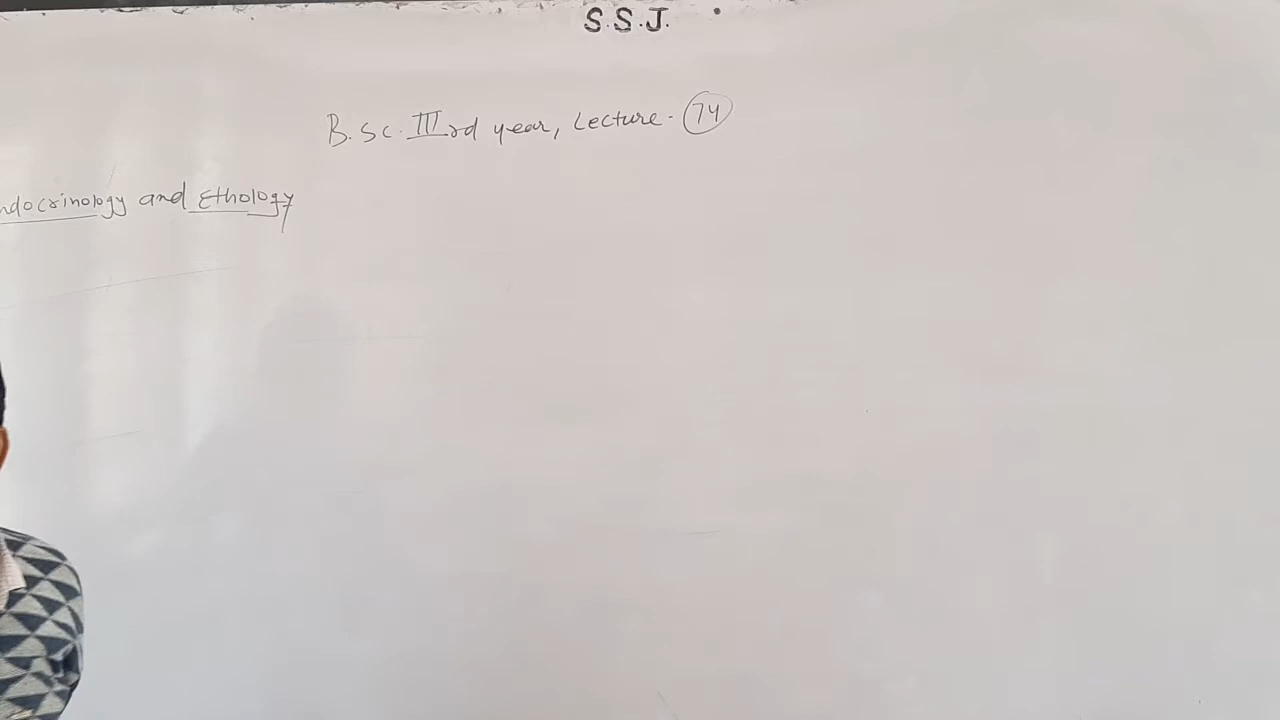 S.S.J.
B.Sc. IIIrd year, Lecture - 74
ndocrinology and Ethology